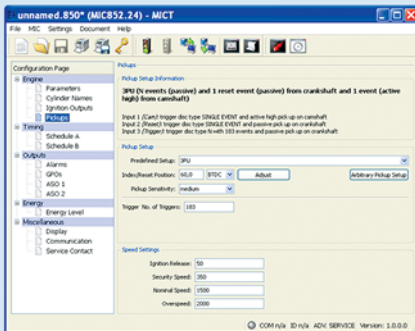 unnamed.850* (MIC852.24) - MICT
File MIC Settings Document Help
Configuration Page
Engine
Parameters
Cylinder Names
Ignition Outputs
Pickups
Timing
Schedule A
Schedule B
Outputs
Alarms
GPOs
ASO 1
ASO 2
Energy
Energy Level
Miscellaneous
Display
Communication
Service Contact
Pickups
Pickup Setup Information
3PU (N events (passive) and 1 reset event (passive) from crankshaft and 1 event (active
high) from camshaft)
Input 1 /Cam/: trigger disc type SINGLE EVENT and active high pick up on camshaft
Input 2 /Reset/: trigger disc type SINGLE EVENT and passive pick up on crankshaft
Input 3 /Trigger/: trigger disc type N with 183 events and passive pick up on crankshaft
Pickup Setup
Predefined Setup: 3PU
Index/Reset Position: 60,0 BTDC Adjust Arbitrary Pickup Setup
Pickup Sensitivity: medium
Trigger No. of Triggers: 183
Speed Settings
Ignition Release: 50
Security Speed: 350
Nominal Speed: 1500
Overspeed: 2000
COM n/a ID n/a ADV. SERVICE Version: 1.0.0.0